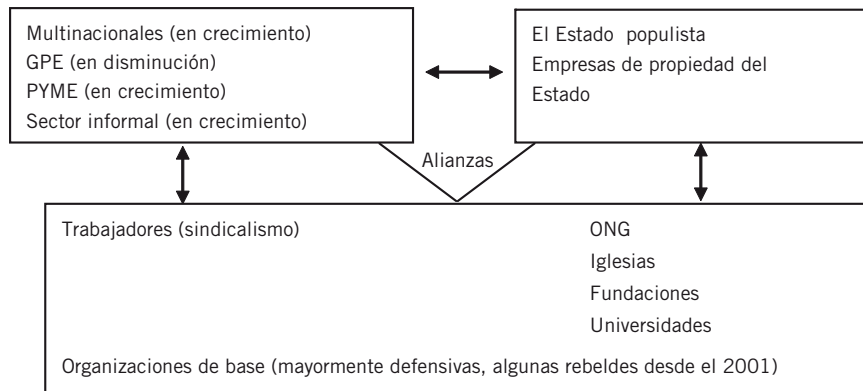 Multinacionales (en crecimiento)
GPE (en disminución)
PYME (en crecimiento)
Sector informal (en crecimiento)
El Estado populista
Empresas de propiedad del
Estado
Alianzas
Trabajadores (sindicalismo)
ONG
Iglesias
Fundaciones
Universidades
Organizaciones de base (mayormente defensivas, algunas rebeldes desde el 2001)